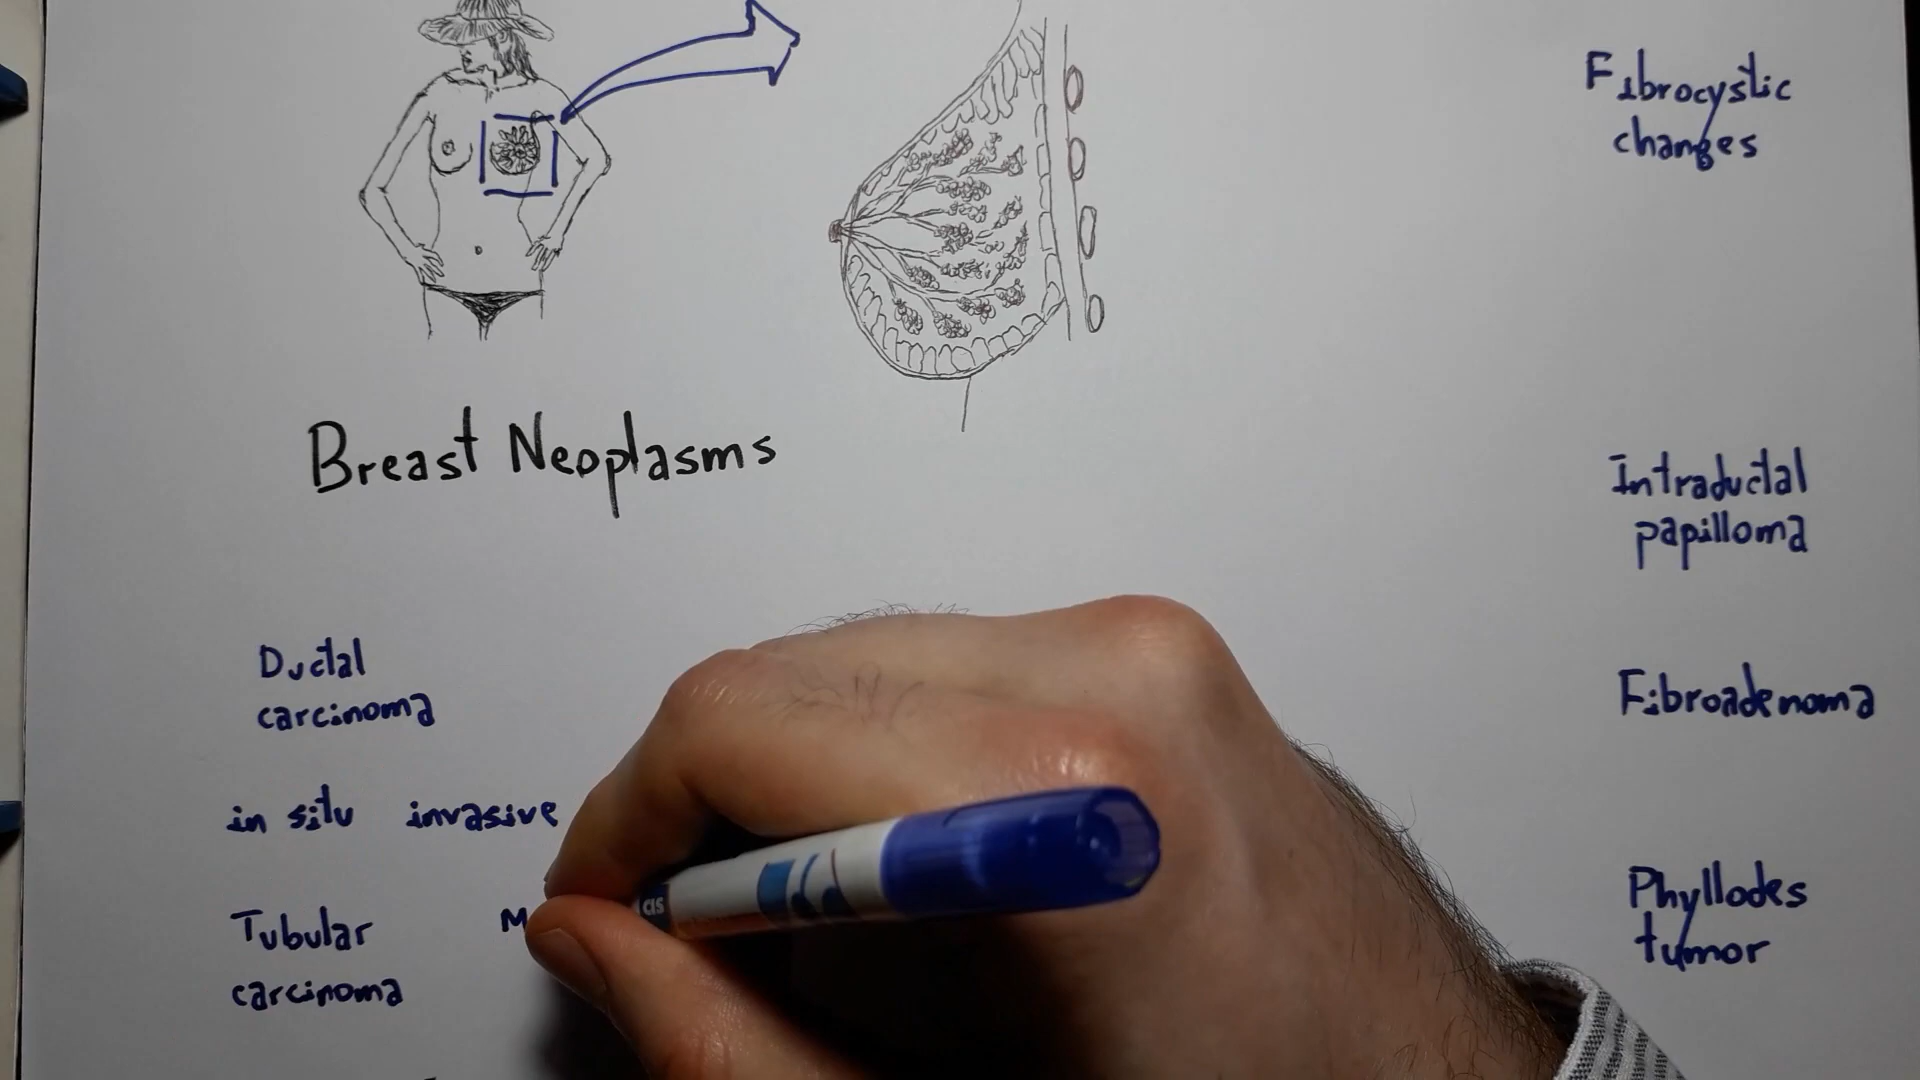 Fibrocystic
changes
Breast Neoplasms
Intraductal
papilloma
Ductal
carcinoma
Fibroadenoma
in situ invasive
Tubular M
carcinoma
Phyllodes
tumor